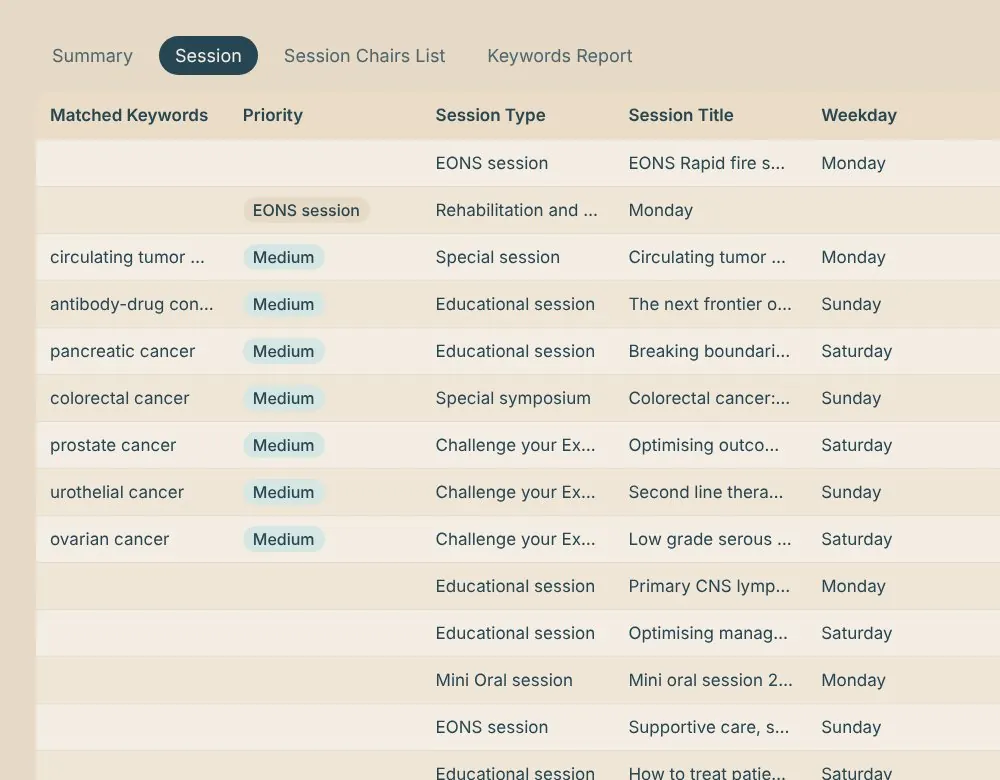 Summary Session Session Chairs List Keywords Report
Matched Keywords Priority Session Type Session Title Weekday
EONS session EONS Rapid fire s... Monday
EONS session Rehabilitation and ... Monday
circulating tumor ... Medium Special session Circulating tumor ... Monday
antibody-drug con... Medium Educational session The next frontier o... Sunday
pancreatic cancer Medium Educational session Breaking boundari... Saturday
colorectal cancer Medium Special symposium Colorectal cancer:... Sunday
prostate cancer Medium Challenge your Ex... Optimising outco... Saturday
urothelial cancer Medium Challenge your Ex... Second line thera... Sunday
ovarian cancer Medium Challenge your Ex... Low grade serous ... Saturday
Educational session Primary CNS lymp... Monday
Educational session Optimising manag... Saturday
Mini Oral session Mini oral session 2... Monday
EONS session Supportive care, s... Sunday
Educational session How to treat patie... Saturday